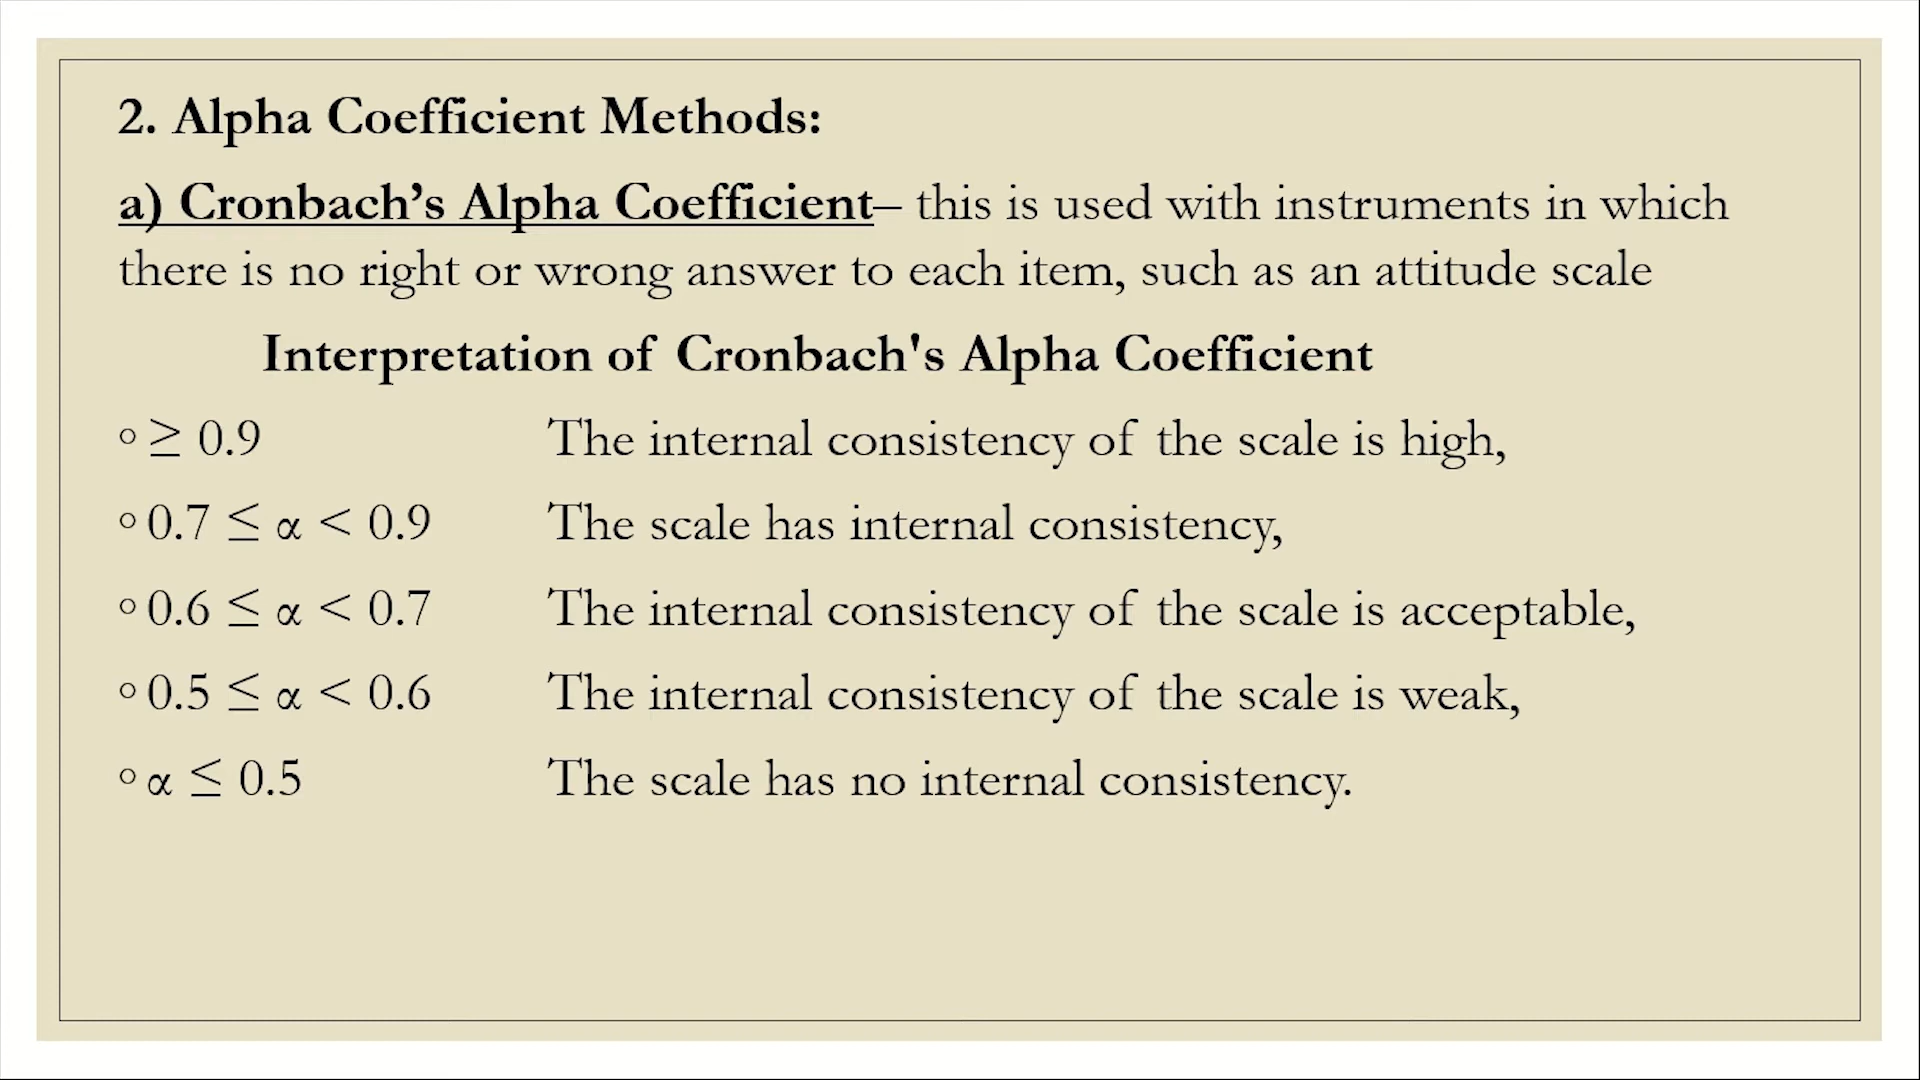 2. Alpha Coefficient Methods:
a) Cronbach’s Alpha Coefficient– this is used with instruments in which
there is no right or wrong answer to each item, such as an attitude scale
Interpretation of Cronbach's Alpha Coefficient
◦ ≥ 0.9 The internal consistency of the scale is high,
◦ 0.7 ≤ α < 0.9 The scale has internal consistency,
◦ 0.6 ≤ α < 0.7 The internal consistency of the scale is acceptable,
◦ 0.5 ≤ α < 0.6 The internal consistency of the scale is weak,
◦ α ≤ 0.5 The scale has no internal consistency.